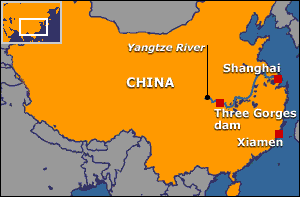 Yangtze River
Shanghai
CHINA
Three Gorges
dam
Xiamen